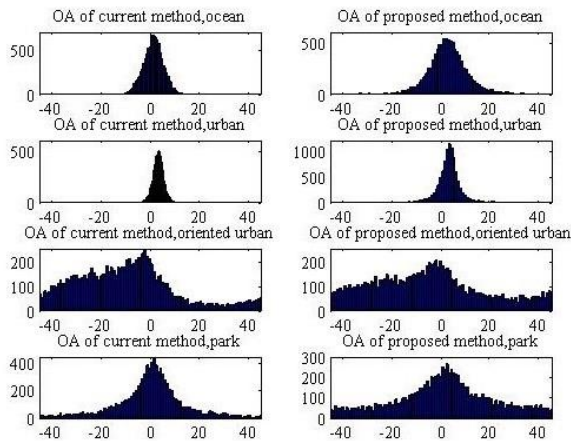 OA of current method,ocean
500
0
-40 -20 0 20 40
OA of proposed method,ocean
500
0
-40 -20 0 20 40
OA of current method,urban
500
0
-40 -20 0 20 40
OA of proposed method,urban
1000
500
0
-40 -20 0 20 40
OA of current method,oriented urban
200
100
0
-40 -20 0 20 40
OA of proposed method,oriented urban
200
100
0
-40 -20 0 20 40
OA of current method,park
400
200
0
-40 -20 0 20 40
OA of proposed method,park
300
200
100
0
-40 -20 0 20 40